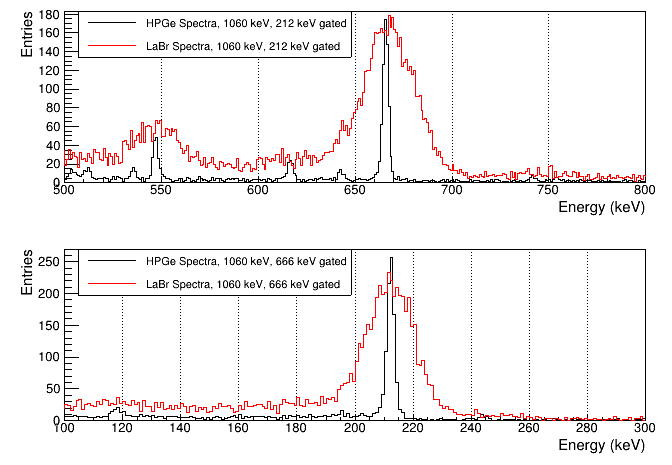 Entries
180
160
140
120
100
80
60
40
20
0
HPGe Spectra, 1060 keV, 212 keV gated
LaBr Spectra, 1060 keV, 212 keV gated
500 550 600 650 700 750 800
Energy (keV)
Entries
250
200
150
100
50
0
HPGe Spectra, 1060 keV, 666 keV gated
LaBr Spectra, 1060 keV, 666 keV gated
100 120 140 160 180 200 220 240 260 280 300
Energy (keV)